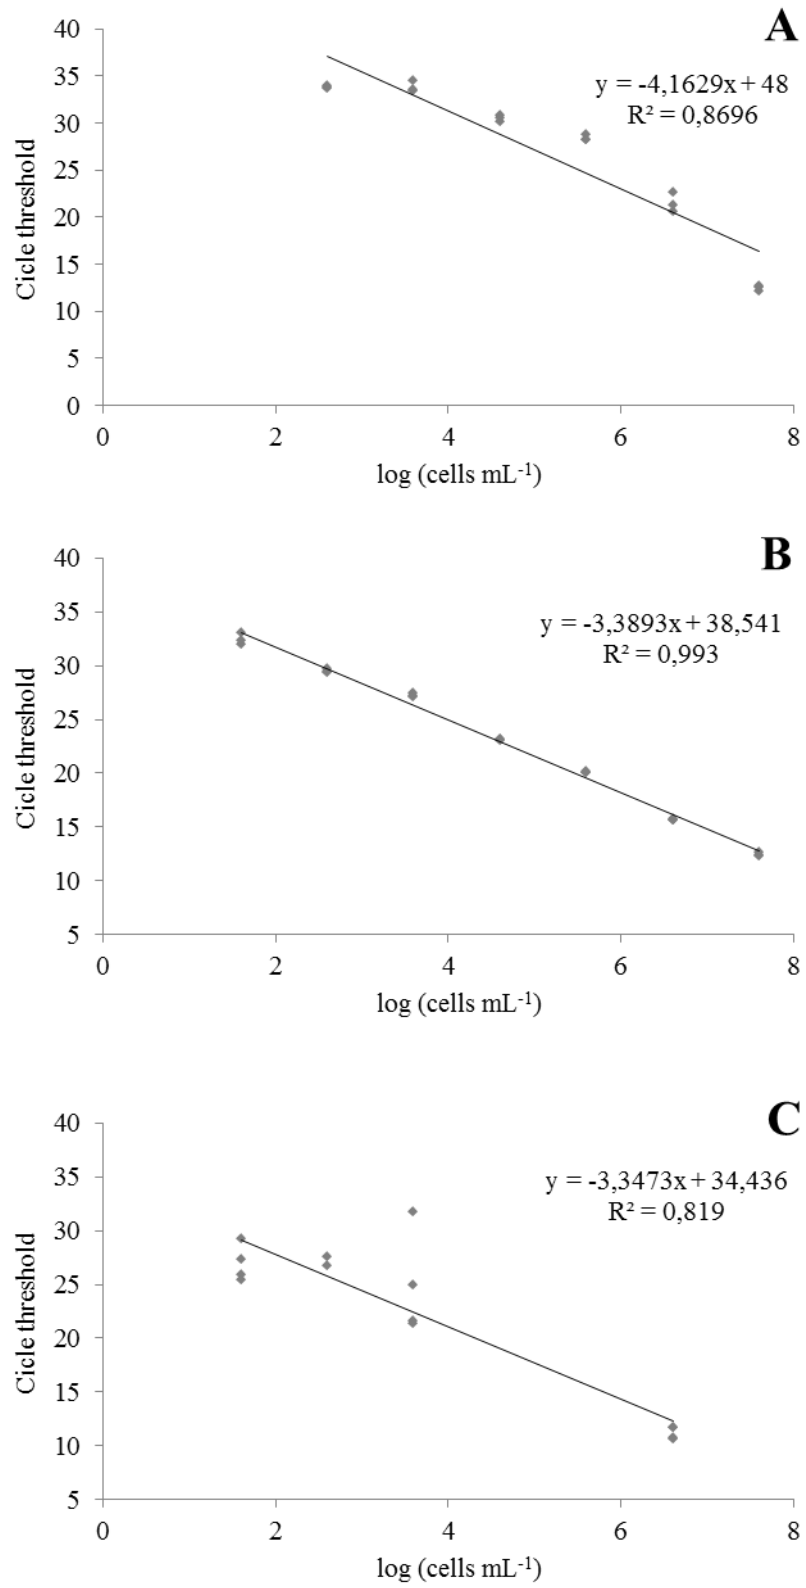 A
40
35
30
25
20
15
10
5
0
y = -4,1629x + 48
R² = 0,8696
Cicle threshold
0 2 4 6 8
log (cells mL⁻¹)
B
40
35
30
25
20
15
10
5
y = -3,3893x + 38,541
R² = 0,993
Cicle threshold
0 2 4 6 8
log (cells mL⁻¹)
C
40
35
30
25
20
15
10
5
y = -3,3473x + 34,436
R² = 0,819
Cicle threshold
0 2 4 6 8
log (cells mL⁻¹)